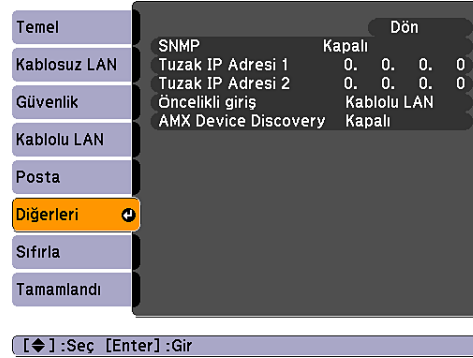 Temel
Kablosuz LAN
Güvenlik
Kablolu LAN
Posta
Diğerleri
Sıfırla
Tamamlandı
Dön
SNMP Kapalı
Tuzak IP Adresi 1 0. 0. 0. 0
Tuzak IP Adresi 2 0. 0. 0. 0
Öncelikli giriş Kablolu LAN
AMX Device Discovery Kapalı
[◆] :Seç [Enter] :Gir